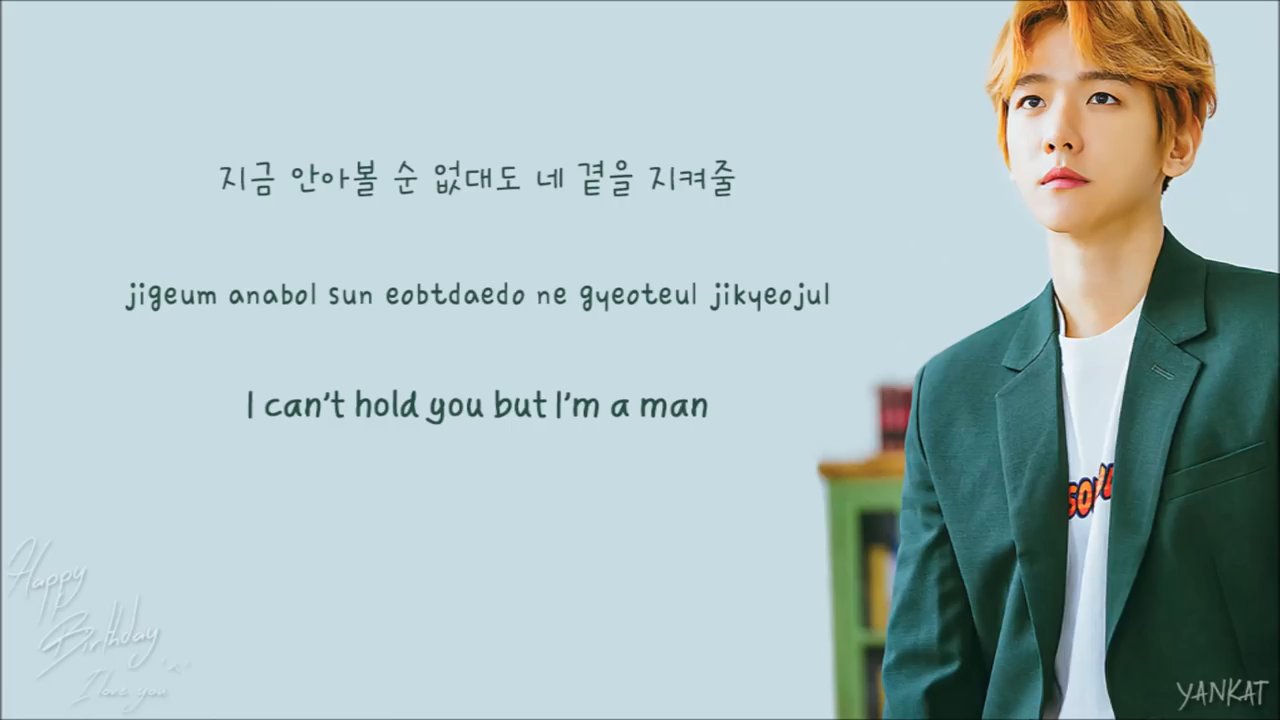 지금 안아볼 순 없대도 네 곁을 지켜줄
jigeum anabol sun eobtdaedo ne gyeoteul jikyeojul
I can't hold you but I'm a man
Happy
Birthday
'^'
I love you
YANKAT